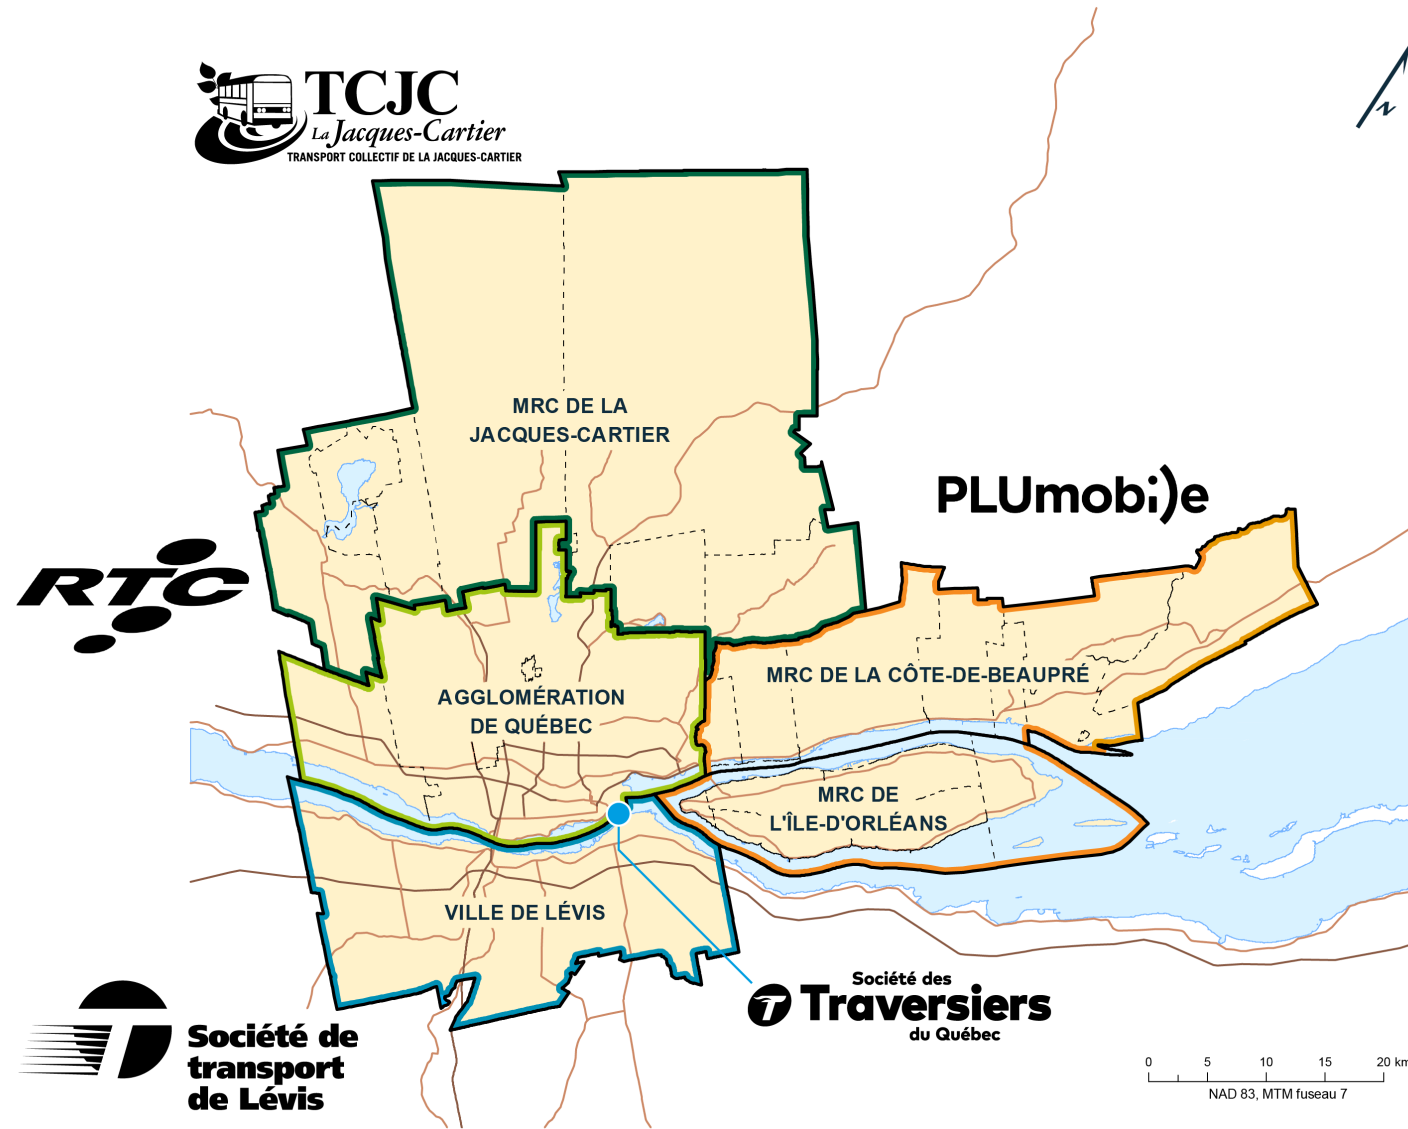 TCJC
La Jacques-Cartier
TRANSPORT COLLECTIF DE LA JACQUES-CARTIER
N
MRC DE LA
JACQUES-CARTIER
PLUmobile
RTC
MRC DE LA CÔTE-DE-BEAUPRÉ
AGGLOMÉRATION
DE QUÉBEC
MRC DE
L'ÎLE-D'ORLÉANS
VILLE DE LÉVIS
Société des
Traversiers
du Québec
T
Société de
transport
de Lévis
0 5 10 15 20 km
NAD 83, MTM fuseau 7